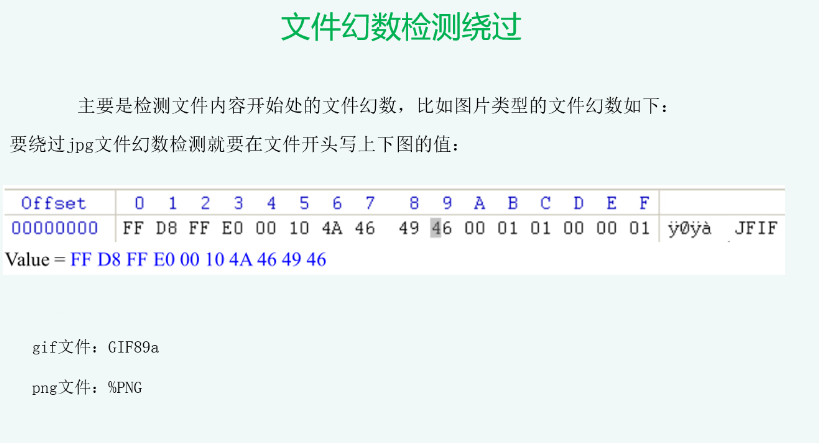 文件幻数检测绕过
主要是检测文件内容开始处的文件幻数，比如图片类型的文件幻数如下：
要绕过jpg文件幻数检测就要在文件开头写上下图的值：
Offset 0 1 2 3 4 5 6 7 8 9 A B C D E F
00000000 FF D8 FF E0 00 10 4A 46 49 46 00 01 01 00 00 01 ÿØÿà JFIF
Value = FF D8 FF E0 00 10 4A 46 49 46
gif文件：GIF89a
png文件：%PNG